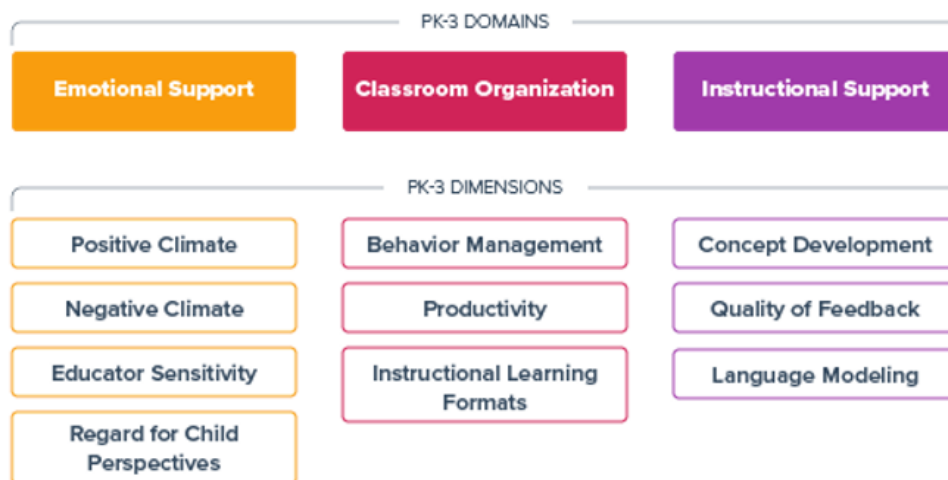 PK-3 DOMAINS
Emotional Support
Classroom Organization
Instructional Support
PK-3 DIMENSIONS
Positive Climate
Negative Climate
Educator Sensitivity
Regard for Child
Perspectives
Behavior Management
Productivity
Instructional Learning
Formats
Concept Development
Quality of Feedback
Language Modeling